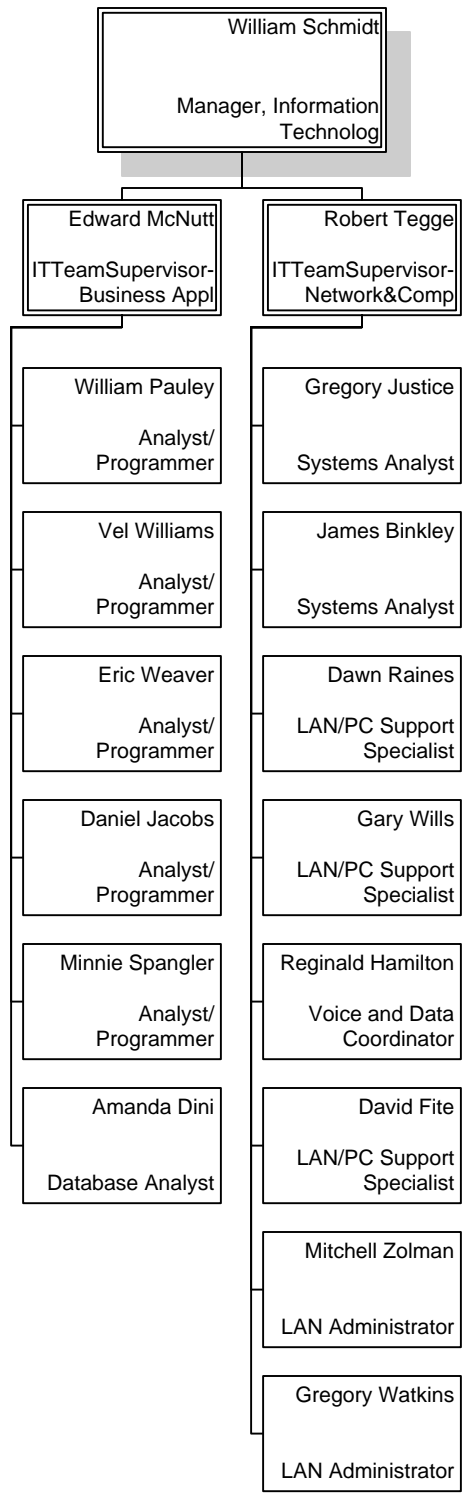 William Schmidt
Manager, Information
Technolog
Edward McNutt
ITTeamSupervisor-
Business Appl
William Pauley
Analyst/
Programmer
Vel Williams
Analyst/
Programmer
Eric Weaver
Analyst/
Programmer
Daniel Jacobs
Analyst/
Programmer
Minnie Spangler
Analyst/
Programmer
Amanda Dini
Database Analyst
Robert Tegge
ITTeamSupervisor-
Network&Comp
Gregory Justice
Systems Analyst
James Binkley
Systems Analyst
Dawn Raines
LAN/PC Support
Specialist
Gary Wills
LAN/PC Support
Specialist
Reginald Hamilton
Voice and Data
Coordinator
David Fite
LAN/PC Support
Specialist
Mitchell Zolman
LAN Administrator
Gregory Watkins
LAN Administrator